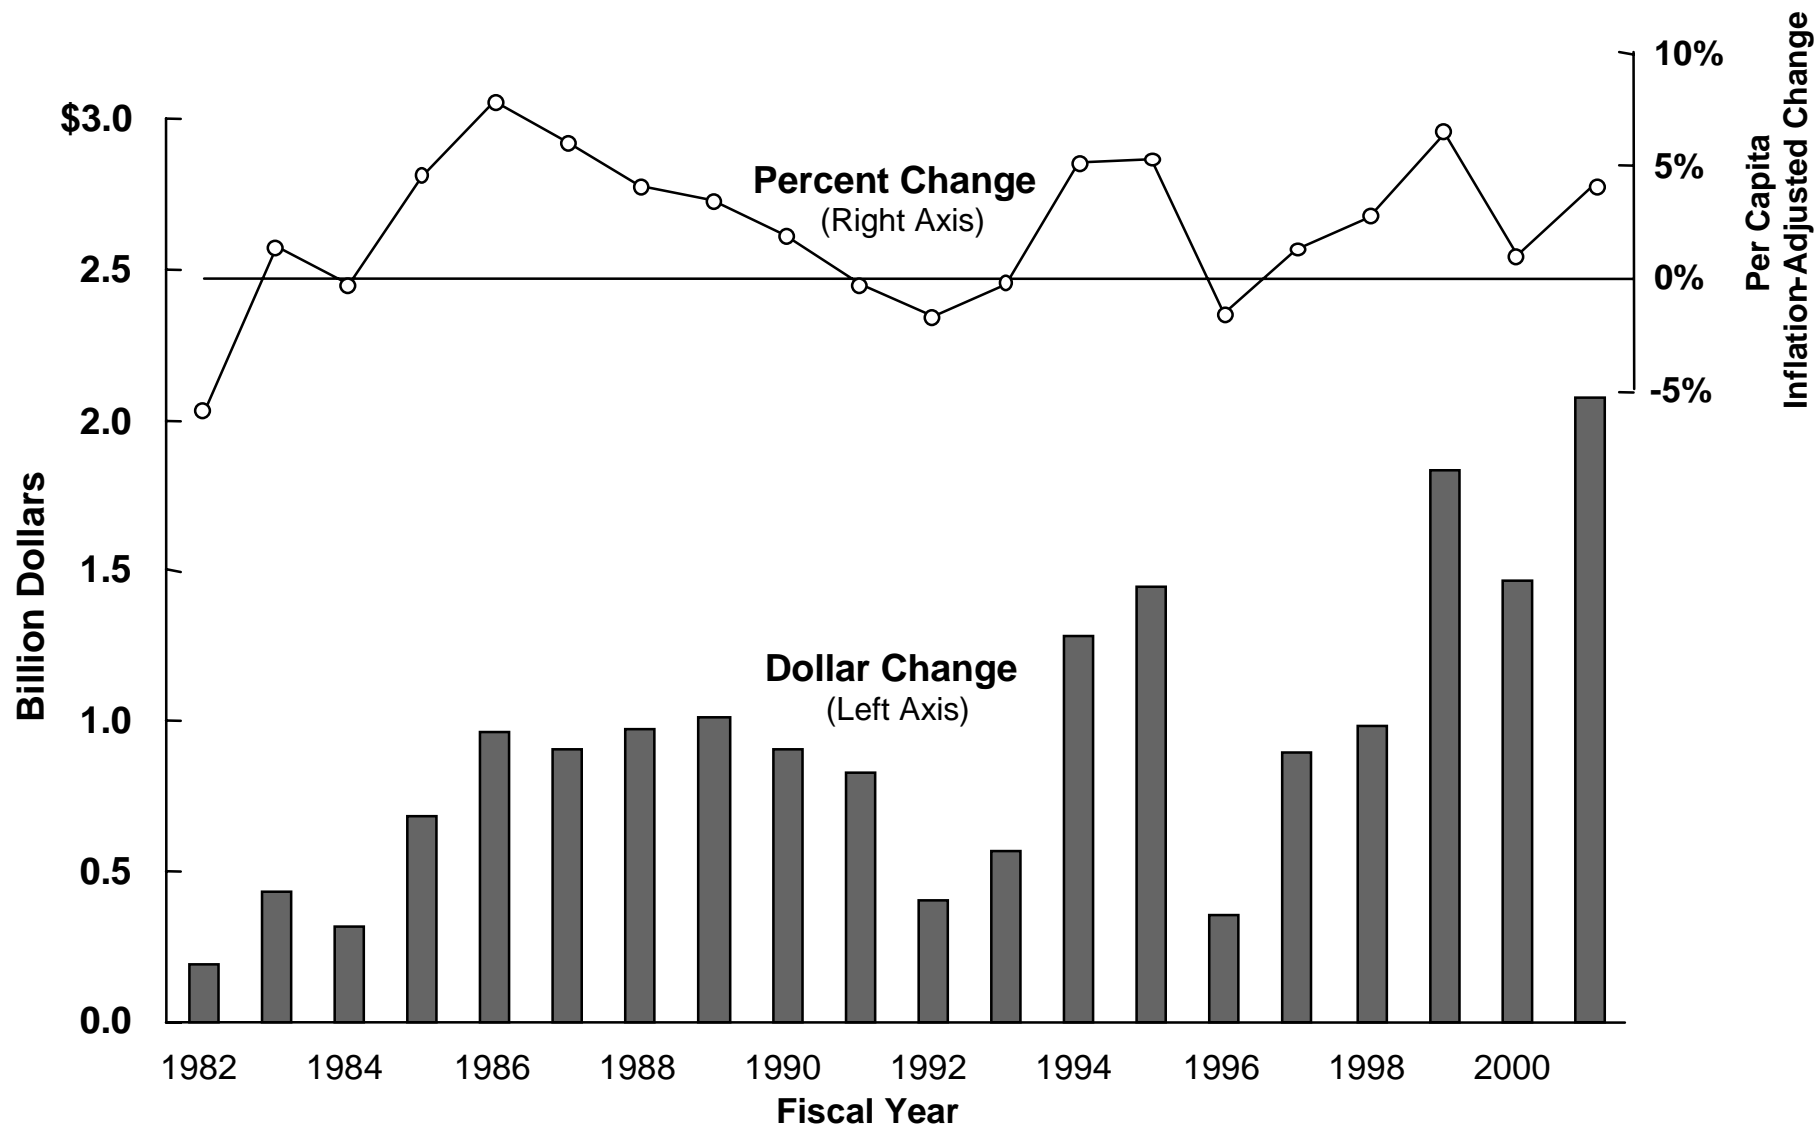 10%
$3.0
5%
Percent Change
(Right Axis)
2.5
0%
Per Capita
Inflation-Adjusted Change
-5%
2.0
Billion Dollars
1.5
Dollar Change
(Left Axis)
1.0
0.5
0.0
1982 1984 1986 1988 1990 1992 1994 1996 1998 2000
Fiscal Year